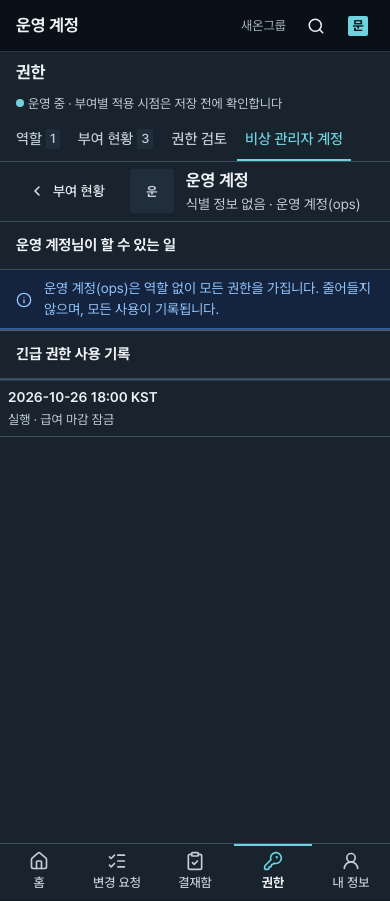 운영 계정
새온그룹
문
권한
운영 중 · 부여별 적용 시점은 저장 전에 확인합니다
역할 1 부여 현황 3 권한 검토 비상 관리자 계정
부여 현황
운
운영 계정
식별 정보 없음 · 운영 계정(ops)
운영 계정님이 할 수 있는 일
운영 계정(ops)은 역할 없이 모든 권한을 가집니다. 줄어들지
않으며, 모든 사용이 기록됩니다.
긴급 권한 사용 기록
2026-10-26 18:00 KST
실행 · 급여 마감 잠금
홈 변경 요청 결재함 권한 내 정보